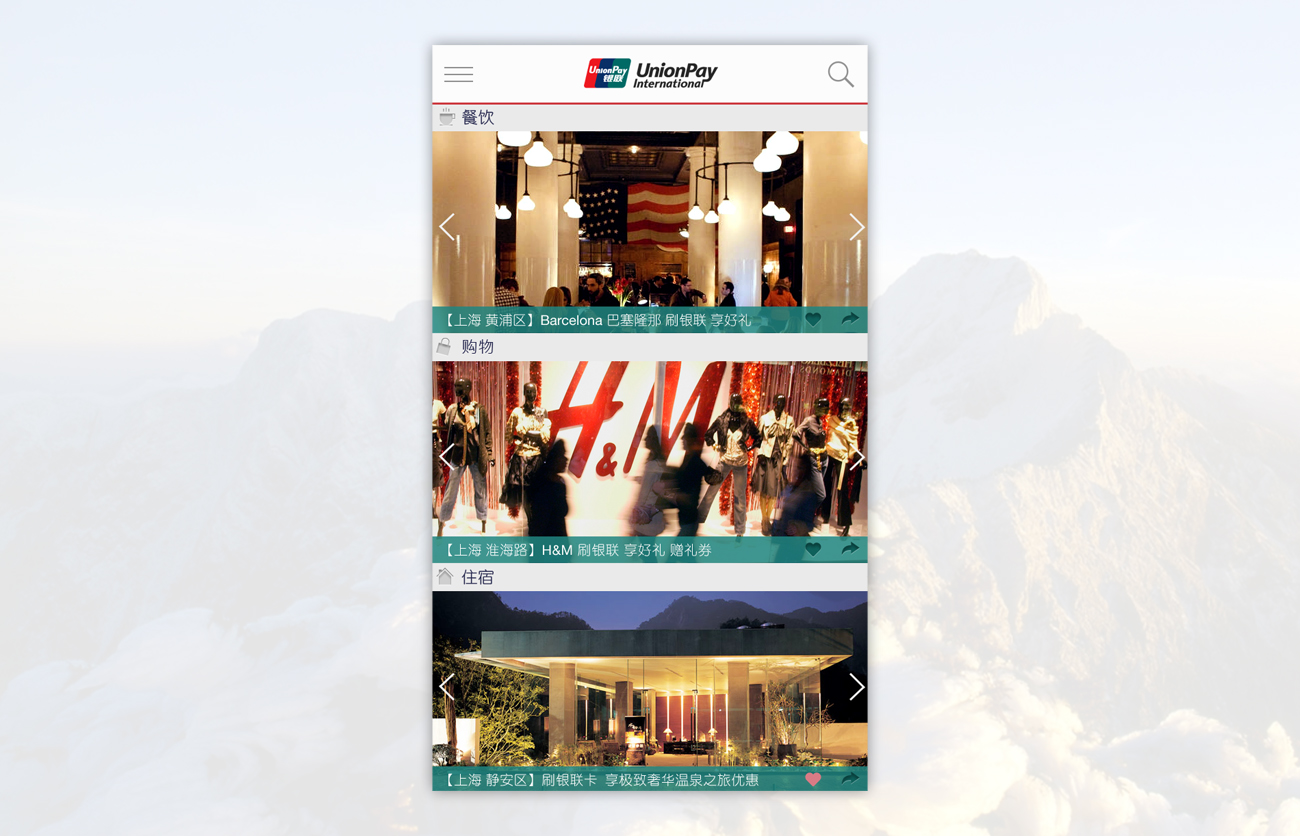 UnionPay
银联
UnionPay
International
餐饮
【上海 黄浦区】Barcelona 巴塞隆那 刷银联 享好礼
购物
DIAMONDS
H&M
【上海 淮海路】H&M 刷银联 享好礼 赠礼券
住宿
【上海 静安区】刷银联卡 享极致奢华温泉之旅优惠